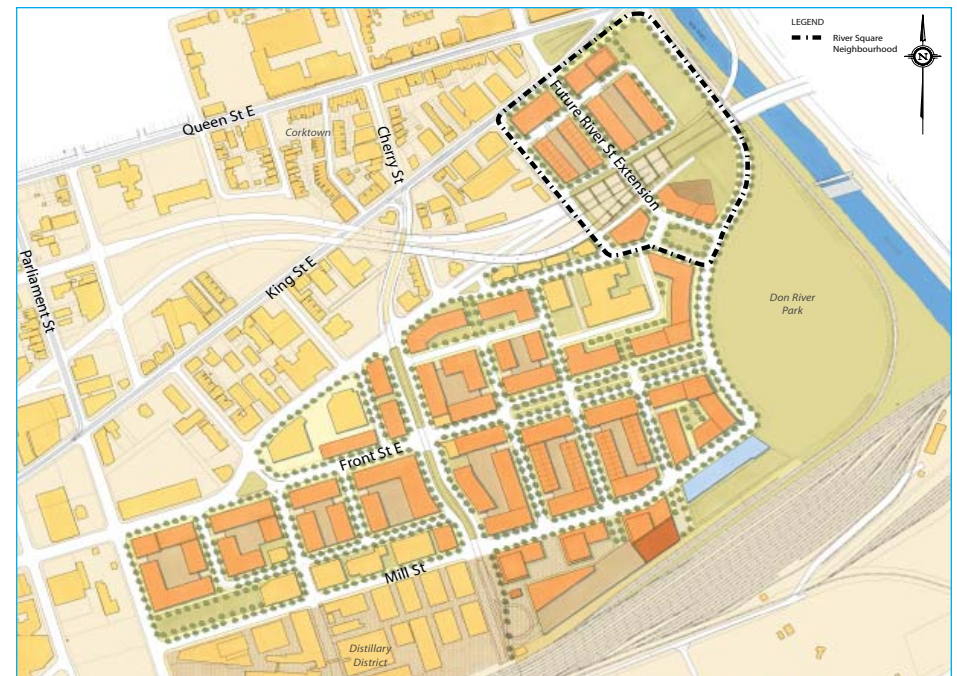 LEGEND
River Square
Neighbourhood
N
Queen St E
Corktown
Cherry St
Future River St Extension
Parliament St
King St E
Don River
Park
Front St E
Mill St
Distillary
District